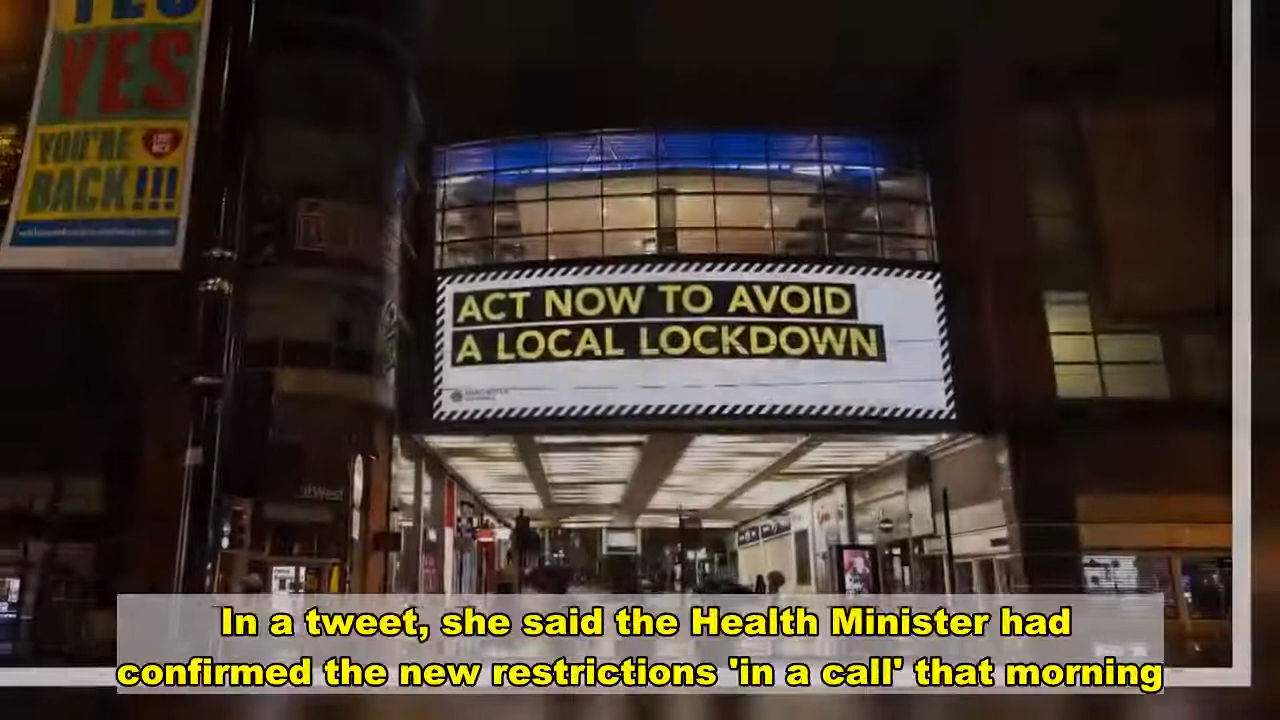 YES
YES
YOU'RE
BACK!!!
ACT NOW TO AVOID
A LOCAL LOCKDOWN
In a tweet, she said the Health Minister had
confirmed the new restrictions 'in a call' that morning